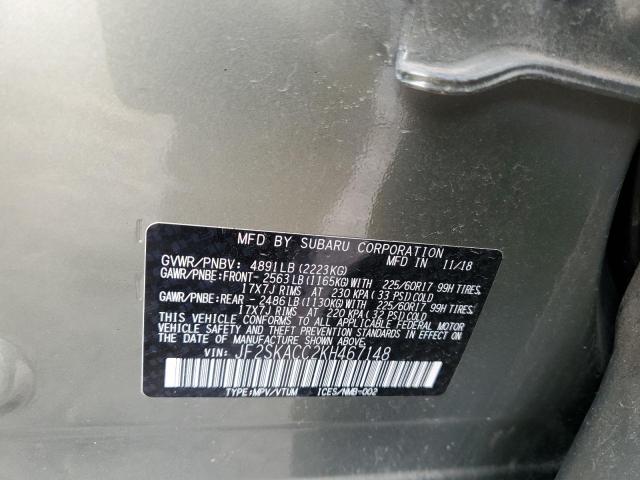 MFD BY SUBARU CORPORATION
MFD IN 11/18
GVWR/PNBV: 4891LB(2223KG)
GAWR/PNBE:FRONT-2563LB(1165KG)WITH 225/60R17 99H TIRES,
17X7J RIMS AT 230 KPA(33 PSI)COLD
GAWR/PNBE:REAR -2486LB(1130KG)WITH 225/60R17 99H TIRES,
17X7J RIMS AT 220 KPA(32 PSI)COLD
THIS VEHICLE CONFORMS TO ALL APPLICABLE FEDERAL MOTOR
VEHICLE SAFETY AND BUMPER STANDARDS IN EFFECT ON THE
DATE OF MANUFACTURE SHOWN ABOVE.
VIN: JF2SKACC2KH467148
TYPE:MPV/VTUM ICES/NMB-002